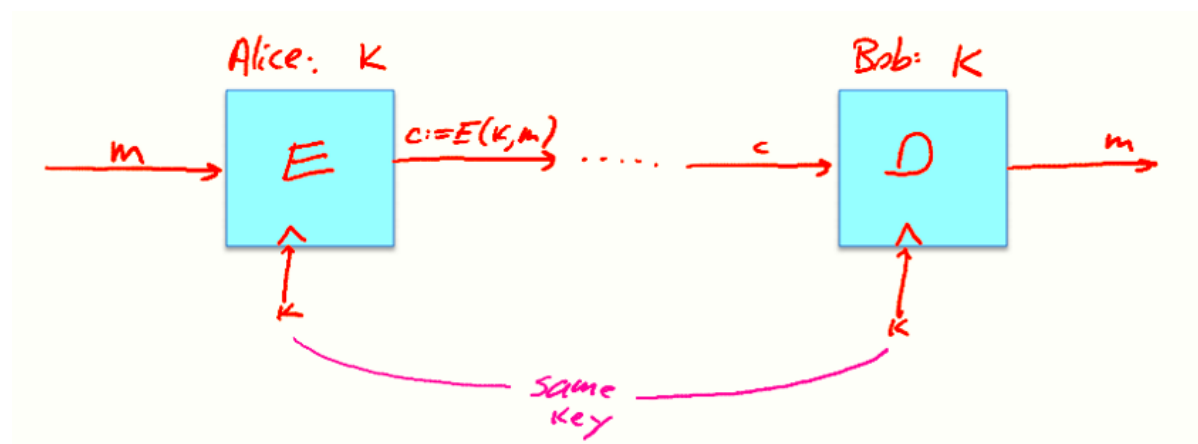 Alice: K
Bob: K
m
E
c:=E(K,m)
.....
c
D
m
K
K
same
key